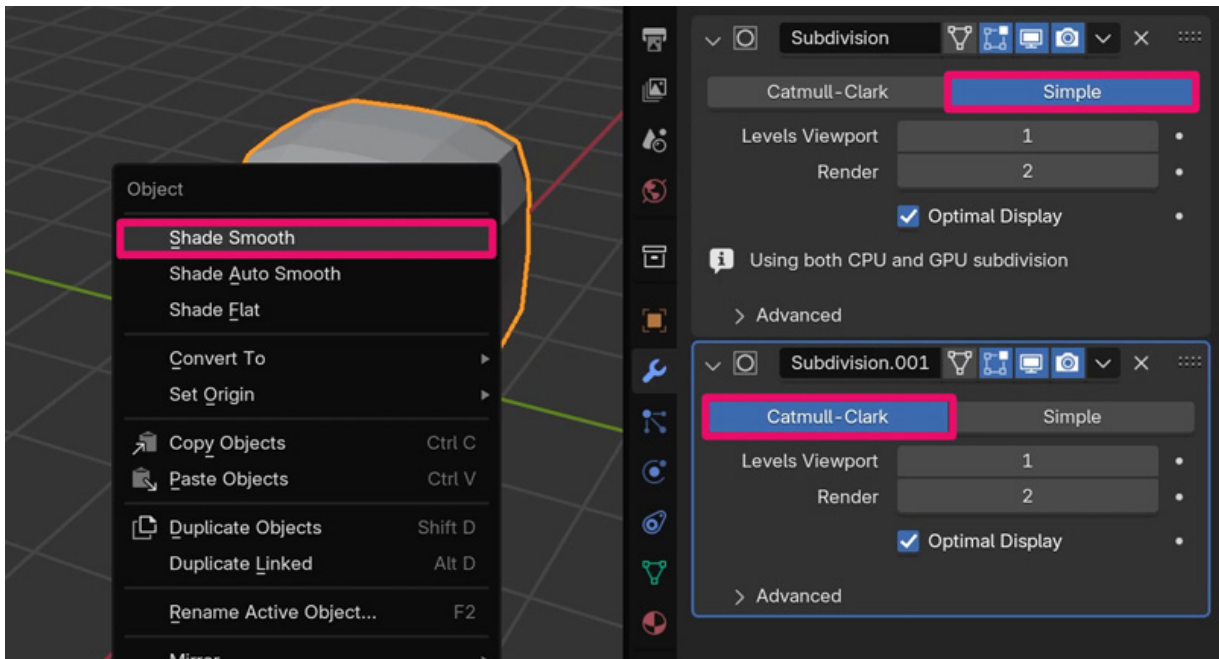 Object
Shade Smooth
Shade Auto Smooth
Shade Flat
Convert To
Set Origin
Copy Objects Ctrl C
Paste Objects Ctrl V
Duplicate Objects Shift D
Duplicate Linked Alt D
Rename Active Object... F2
Mirror
Subdivision
Catmull-Clark Simple
Levels Viewport 1
Render 2
Optimal Display
Using both CPU and GPU subdivision
Advanced
Subdivision.001
Catmull-Clark Simple
Levels Viewport 1
Render 2
Optimal Display
Advanced